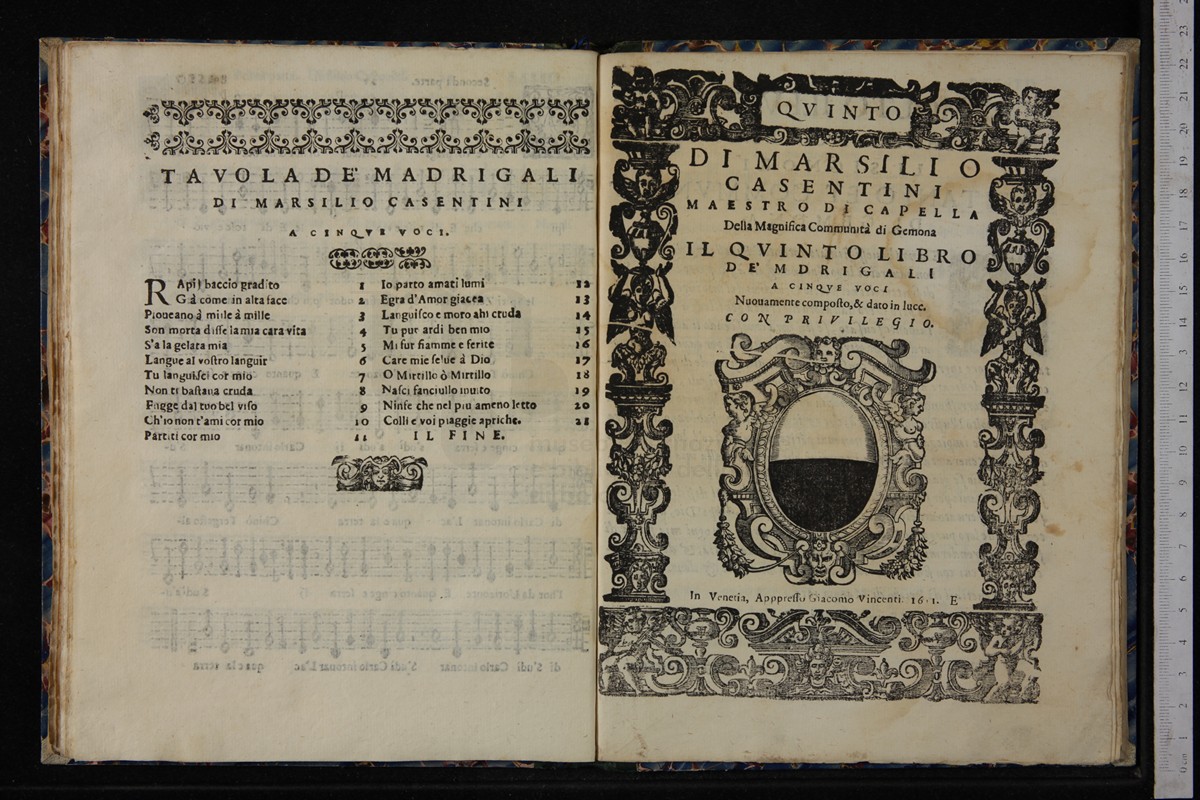 TAVOLA DE' MADRIGALI
DI MARSILIO CASENTINI
A CINQVE VOCI.
RApil baccio gradito 1
Gà come in alta face 2
Pioueano à mille à mille 3
Son morta disse la mia cara vita 4
S'a la gelata mia 5
Langue al vostro languir 6
Tu languisci cor mio 7
Non ti bastaua cruda 8
Fugge dal tuo bel viso 9
Ch'io non t'ami cor mio 10
Partiti cor mio 11
Io parto amati lumi 12
Egra d'Amor giacea 13
Languisco e moro ahi cruda 14
Tu pur ardi ben mio 15
Mi fur fiamme e ferite 16
Care mie selue à Dio 17
O Mirtillo ò Mirtillo 18
Nasci fanciullo inuito 19
Ninfe che nel piu ameno letto 20
Colli e voi piaggie apriche. 21
IL FINE.
QVINTO
DI MARSILIO
CASENTINI
MAESTRO DI CAPELLA
Della Magnifica Communità di Gemona
IL QVINTO LIBRO
DE' MDRIGALI
A CINQVE VOCI
Nuouamente composto, & dato in luce.
CON PRIVILEGIO.
In Venetia, Apppresso Giacomo Vincenti. E